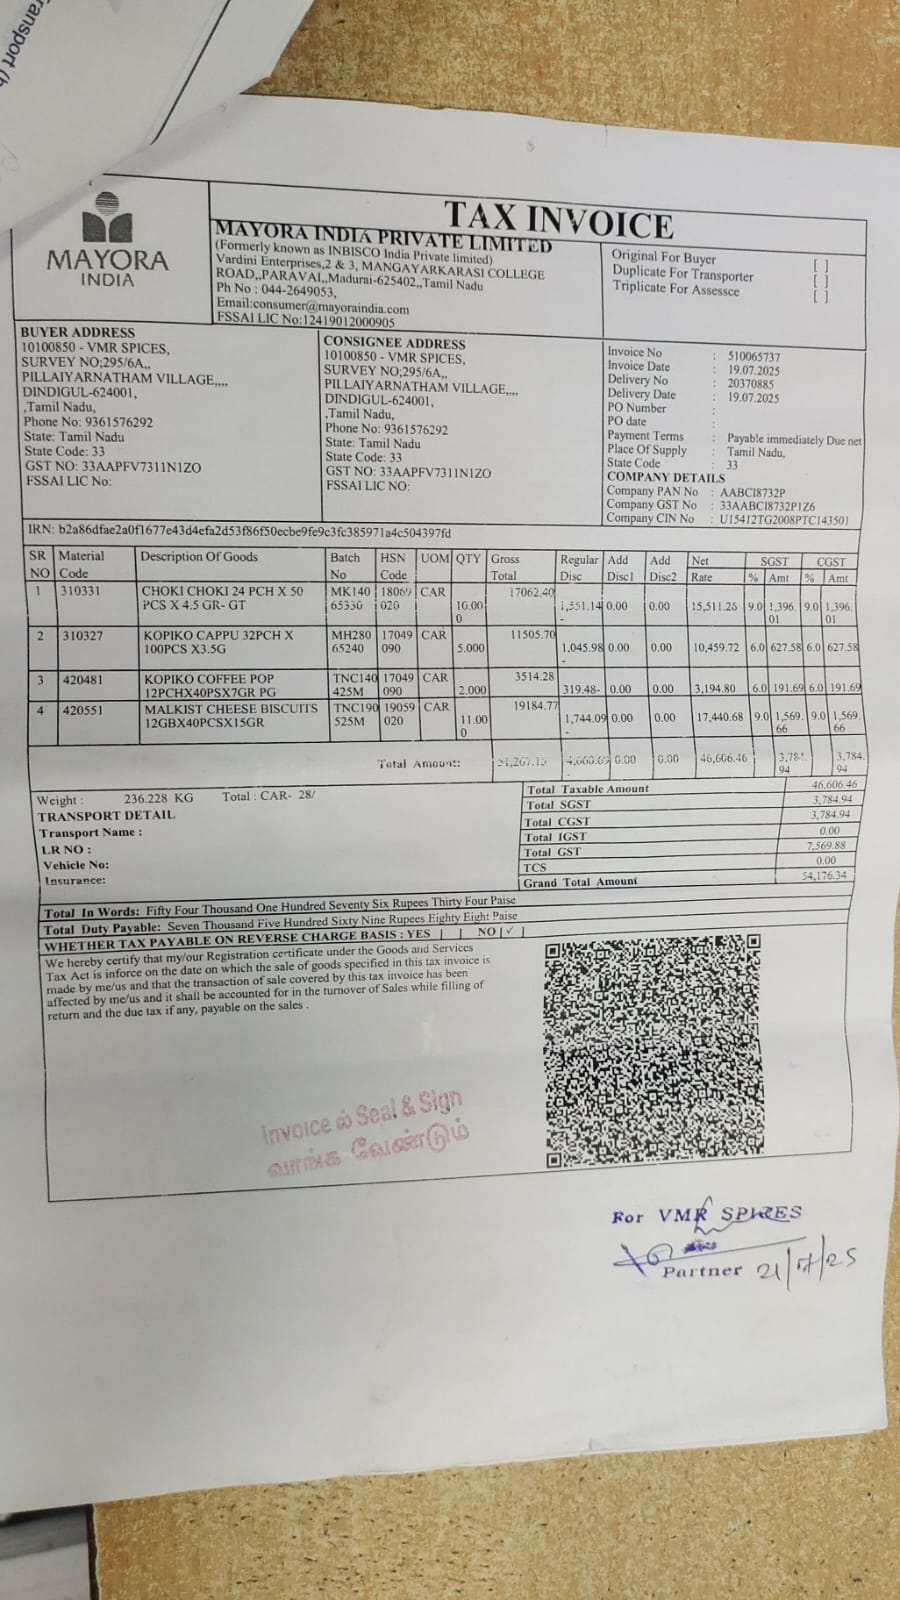 ransport (
TAX INVOICE
MAYORA
INDIA
MAYORA INDIA PRIVATE LIMITED
(Formerly known as INBISCO India Private limited)
Vardini Enterprises,2 & 3, MANGAYARKARASI COLLEGE
ROAD,,PARAVAI,,Madurai-625402,,Tamil Nadu
Ph No : 044-2649053,
Email:consumer@mayoraindia.com
FSSAI LIC No:12419012000905
Original For Buyer [ ]
Duplicate For Transporter [ ]
Triplicate For Assessce [ ]
BUYER ADDRESS
10100850 - VMR SPICES,
SURVEY NO;295/6A,,
PILLAIYARNATHAM VILLAGE,,,,
DINDIGUL-624001,
,Tamil Nadu,
Phone No: 9361576292
State: Tamil Nadu
State Code: 33
GST NO: 33AAPFV7311N1ZO
FSSAI LIC No:
CONSIGNEE ADDRESS
10100850 - VMR SPICES,
SURVEY NO;295/6A,,
PILLAIYARNATHAM VILLAGE,,,,
DINDIGUL-624001,
,Tamil Nadu,
Phone No: 9361576292
State: Tamil Nadu
State Code: 33
GST NO: 33AAPFV7311N1ZO
FSSAI LIC NO:
Invoice No : 510065737
Invoice Date : 19.07.2025
Delivery No : 20370885
Delivery Date : 19.07.2025
PO Number :
PO date :
Payment Terms : Payable immediately Due net
Place Of Supply : Tamil Nadu,
State Code : 33
COMPANY DETAILS
Company PAN No : AABCI8732P
Company GST No : 33AABCI8732P1Z6
Company CIN No : U15412TG2008PTC143501
IRN: b2a86dfae2a0f1677e43d4efa2d53f86f50ecbe9fe9c3fc385971a4c504397fd
SR Material Description Of Goods Batch HSN UOM QTY Gross Regular Add Add Net SGST CGST
NO Code No Code Total Disc Disc1 Disc2 Rate % Amt % Amt
1 310331 CHOKI CHOKI 24 PCH X 50 MK140 18069 CAR 17062.40
PCS X 4.5 GR- GT 65330 020 10.00 1,551.14 0.00 0.00 15,511.26 9.0 1,396. 9.0 1,396.
0 - 01 01
2 310327 KOPIKO CAPPU 32PCH X MH280 17049 CAR 11505.70
100PCS X3.5G 65240 090 5.000 1,045.98 0.00 0.00 10,459.72 6.0 627.58 6.0 627.58
-
3 420481 KOPIKO COFFEE POP TNC140 17049 CAR 3514.28
12PCHX40PSX7GR PG 425M 090 2.000 319.48- 0.00 0.00 3,194.80 6.0 191.69 6.0 191.69
4 420551 MALKIST CHEESE BISCUITS TNC190 19059 CAR 19184.77
12GBX40PCSX15GR 525M 020 11.00 1,744.09 0.00 0.00 17,440.68 9.0 1,569. 9.0 1,569.
0 - 66 66
Total Amount: 51,267.15 4,660.69 0.00 0.00 46,606.46 3,784. 3,784.
- 94 94
Weight : 236.228 KG Total : CAR- 28/
TRANSPORT DETAIL
Transport Name :
LR NO :
Vehicle No:
Insurance:
Total Taxable Amount 46,606.46
Total SGST 3,784.94
Total CGST 3,784.94
Total IGST 0.00
Total GST 7,569.88
TCS 0.00
Grand Total Amount 54,176.34
Total In Words: Fifty Four Thousand One Hundred Seventy Six Rupees Thirty Four Paise
Total Duty Payable: Seven Thousand Five Hundred Sixty Nine Rupees Eighty Eight Paise
WHETHER TAX PAYABLE ON REVERSE CHARGE BASIS : YES [ ] NO [✓]
We hereby certify that my/our Registration certificate under the Goods and Services
Tax Act is inforce on the date on which the sale of goods specified in this tax invoice is
made by me/us and that the transaction of sale covered by this tax invoice has been
affected by me/us and it shall be accounted for in the turnover of Sales while filling of
return and the due tax if any, payable on the sales .
Invoice ல் Seal & Sign
வாங்க வேண்டும்
For VMR SPICES
Partner 21/7/25